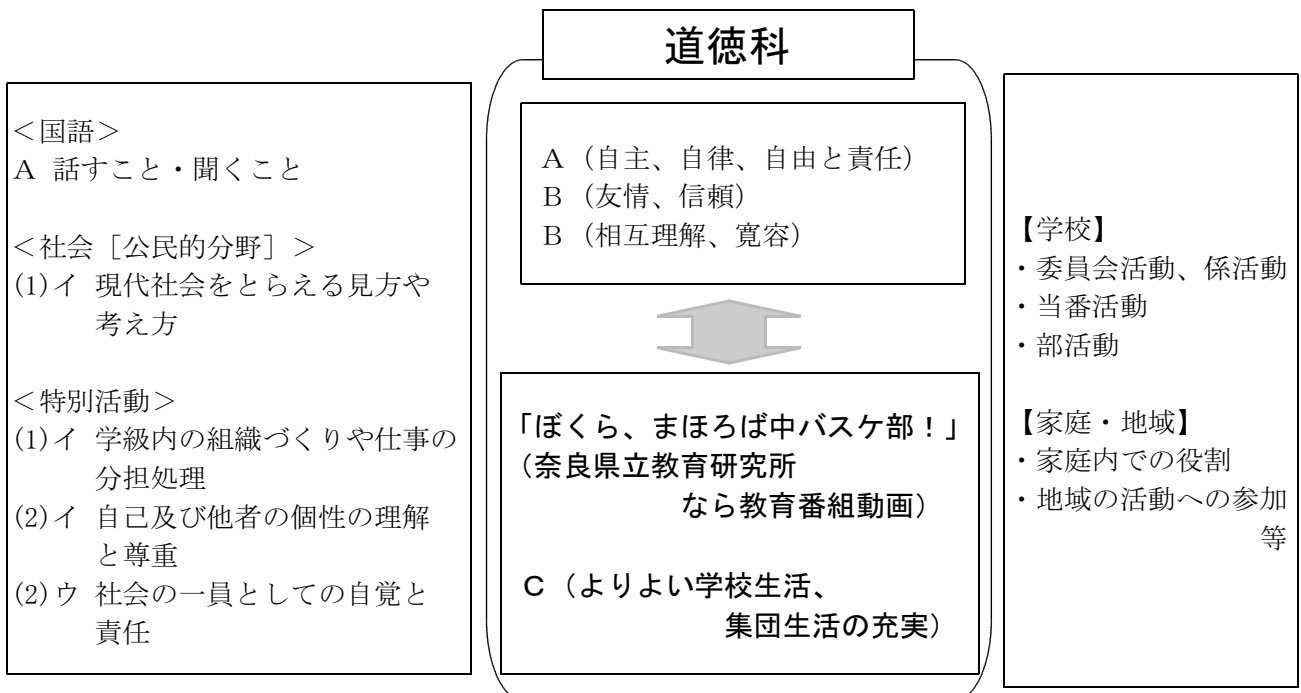 道徳科
＜国語＞
A 話すこと・聞くこと
＜社会［公民的分野］＞
(1)イ 現代社会をとらえる見方や
考え方
＜特別活動＞
(1)イ 学級内の組織づくりや仕事の
分担処理
(2)イ 自己及び他者の個性の理解
と尊重
(2)ウ 社会の一員としての自覚と
責任
A（自主、自律、自由と責任）
B（友情、信頼）
B（相互理解、寛容）
「ぼくら、まほろば中バスケ部！」
（奈良県立教育研究所
なら教育番組動画）
C（よりよい学校生活、
集団生活の充実）
【学校】
・委員会活動、係活動
・当番活動
・部活動
【家庭・地域】
・家庭内での役割
・地域の活動への参加
等